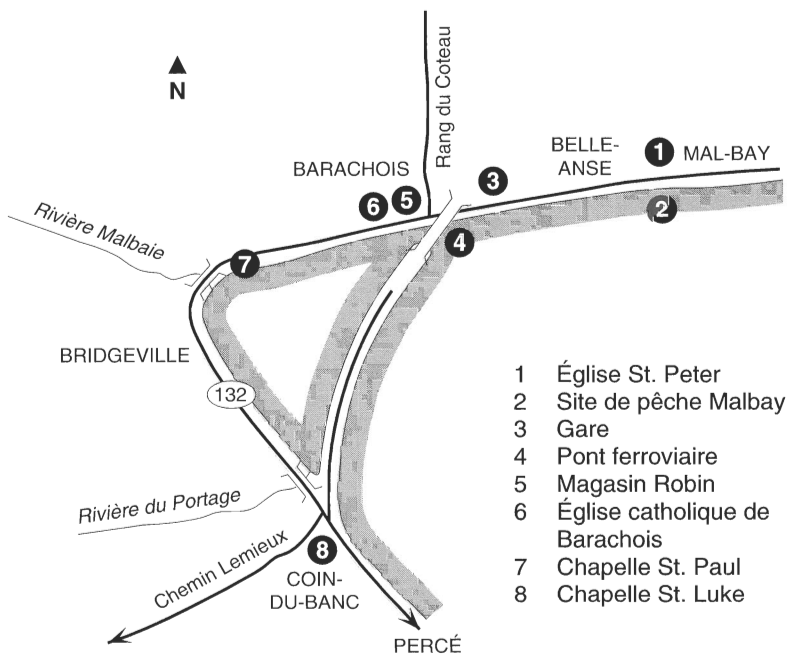 N
Rang du Coteau
BARACHOIS
BELLE-
ANSE
1
MAL-BAY
3
6
5
2
4
Rivière Malbaie
7
BRIDGEVILLE
132
Rivière du Portage
Chemin Lemieux
8
COIN-
DU-BANC
PERCÉ
1 Église St. Peter
2 Site de pêche Malbay
3 Gare
4 Pont ferroviaire
5 Magasin Robin
6 Église catholique de
Barachois
7 Chapelle St. Paul
8 Chapelle St. Luke